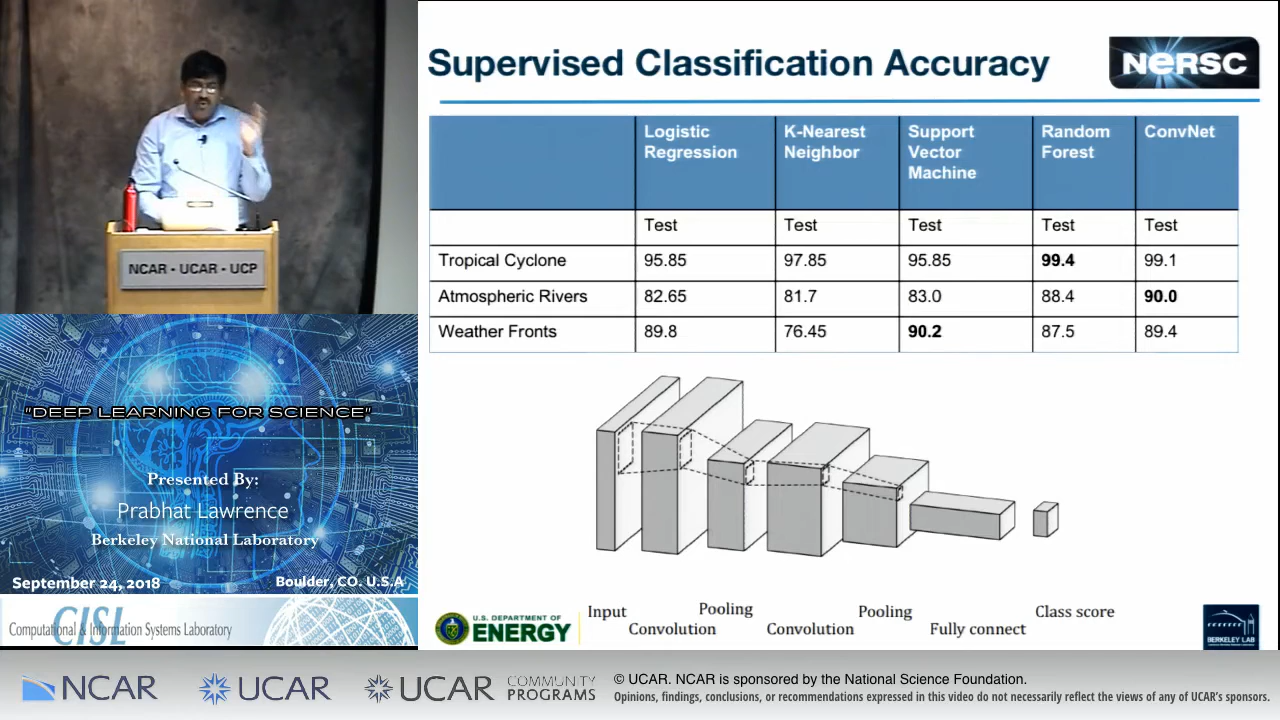 Supervised Classification Accuracy
NERSC
Logistic Regression
K-Nearest Neighbor
Support Vector Machine
Random Forest
ConvNet
Test Test Test Test Test
Tropical Cyclone 95.85 97.85 95.85 99.4 99.1
Atmospheric Rivers 82.65 81.7 83.0 88.4 90.0
Weather Fronts 89.8 76.45 90.2 87.5 89.4
Input
Convolution
Pooling
Convolution
Pooling
Fully connect
Class score
U.S. DEPARTMENT OF
ENERGY
BERKELEY LAB
NCAR - UCAR - UCP
"DEEP LEARNING FOR SCIENCE"
Presented By:
Prabhat Lawrence
Berkeley National Laboratory
September 24, 2018
Boulder, CO. U.S.A
CISL
Computational & Information Systems Laboratory
NCAR
UCAR
UCAR
COMMUNITY
PROGRAMS
© UCAR. NCAR is sponsored by the National Science Foundation.
Opinions, findings, conclusions, or recommendations expressed in this video do not necessarily reflect the views of any of UCAR's sponsors.